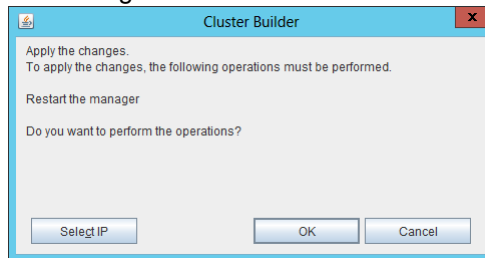 Cluster Builder
x
Apply the changes.
To apply the changes, the following operations must be performed.
Restart the manager
Do you want to perform the operations?
Select IP
OK
Cancel